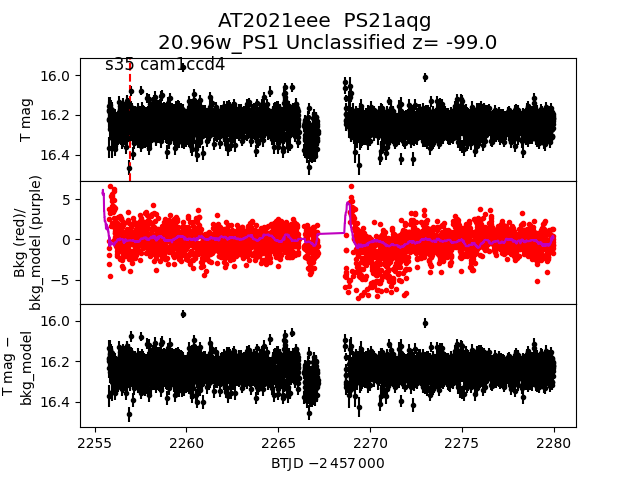 AT2021eee PS21aqg
20.96w_PS1 Unclassified z= -99.0
s35 cam1ccd4
16.0
16.2
16.4
T mag
5
0
−5
Bkg (red)/
bkg_model (purple)
16.0
16.2
16.4
T mag −
bkg_model
2255
2260
2265
2270
2275
2280
BTJD −2 457 000